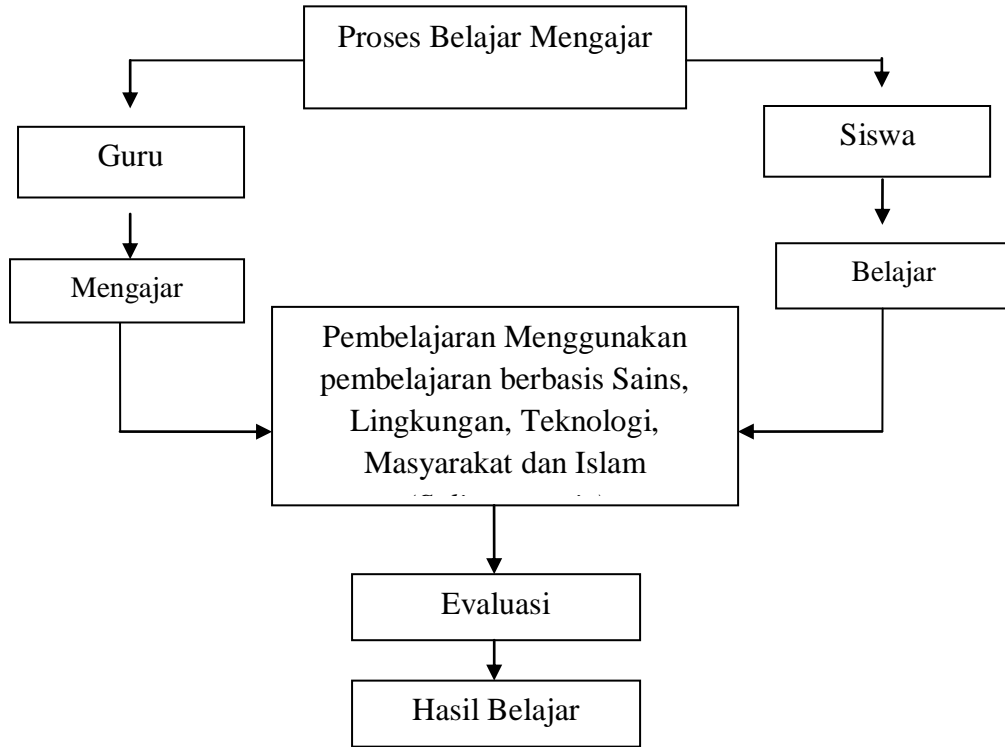 Proses Belajar Mengajar
Guru
Siswa
Mengajar
Belajar
Pembelajaran Menggunakan
pembelajaran berbasis Sains,
Lingkungan, Teknologi,
Masyarakat dan Islam
Evaluasi
Hasil Belajar